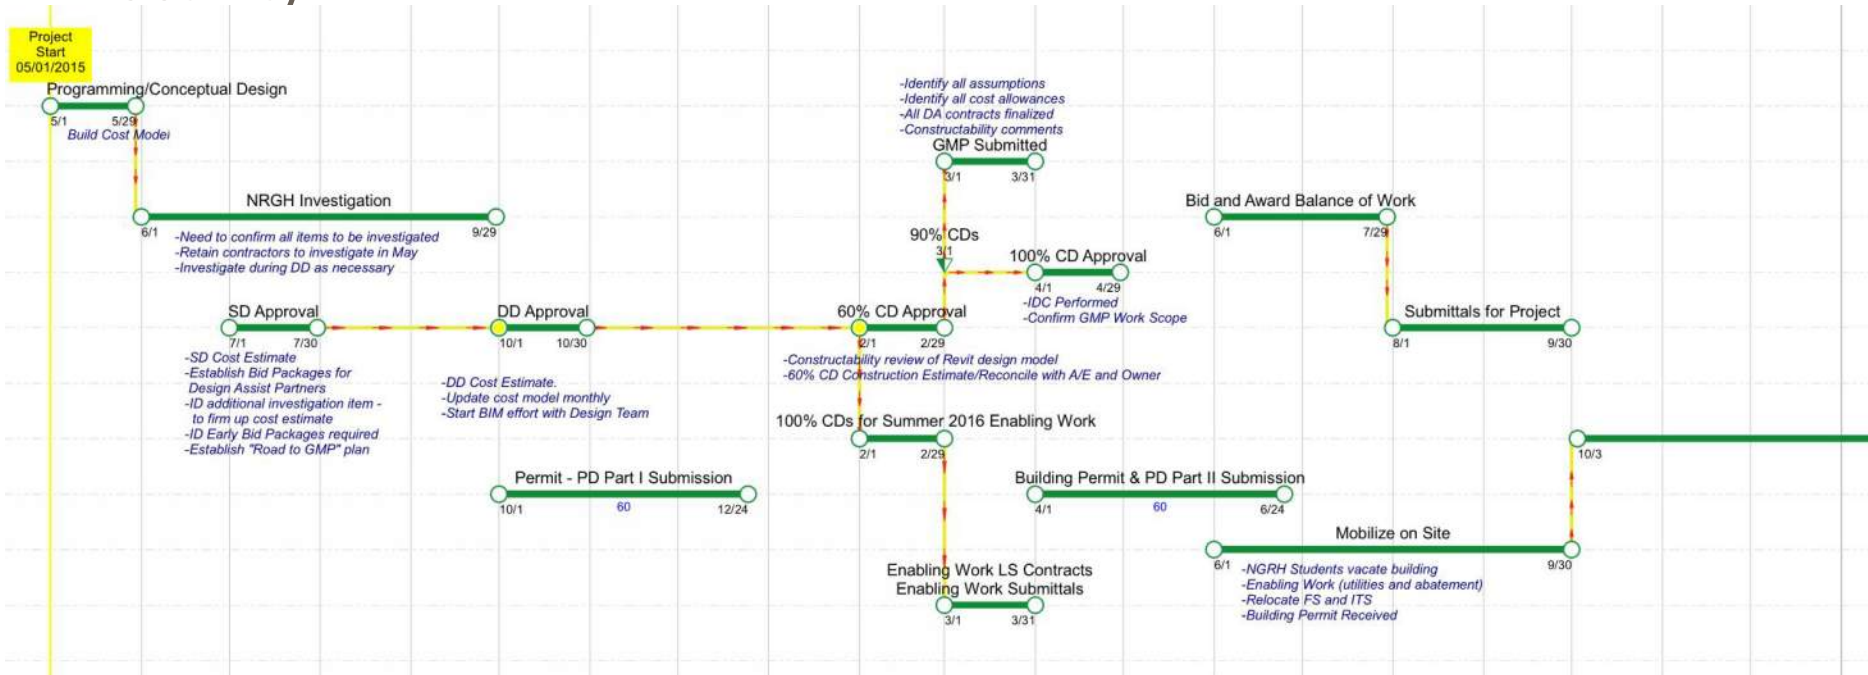 Project
Start
05/01/2015
Programming/Conceptual Design
5/1 5/29
Build Cost Model
-Identify all assumptions
-Identify all cost allowances
-All DA contracts finalized
-Constructability comments
GMP Submitted
3/1 3/31
NRGH Investigation
6/1 9/29
-Need to confirm all items to be investigated
-Retain contractors to investigate in May
-Investigate during DD as necessary
Bid and Award Balance of Work
6/1 7/29
90% CDs
3/1
100% CD Approval
4/1 4/29
-IDC Performed
-Confirm GMP Work Scope
SD Approval
7/1 7/30
-SD Cost Estimate
-Establish Bid Packages for
Design Assist Partners
-ID additional investigation item -
to firm up cost estimate
-ID Early Bid Packages required
-Establish "Road to GMP" plan
DD Approval
10/1 10/30
-DD Cost Estimate.
-Update cost model monthly
-Start BIM effort with Design Team
60% CD Approval
2/1 2/29
-Constructability review of Revit design model
-60% CD Construction Estimate/Reconcile with A/E and Owner
Submittals for Project
8/1 9/30
100% CDs for Summer 2016 Enabling Work
2/1 2/29
10/3
Permit - PD Part I Submission
10/1 60 12/24
Building Permit & PD Part II Submission
4/1 60 6/24
Mobilize on Site
6/1 9/30
-NGRH Students vacate building
-Enabling Work (utilities and abatement)
-Relocate FS and ITS
-Building Permit Received
Enabling Work LS Contracts
Enabling Work Submittals
3/1 3/31